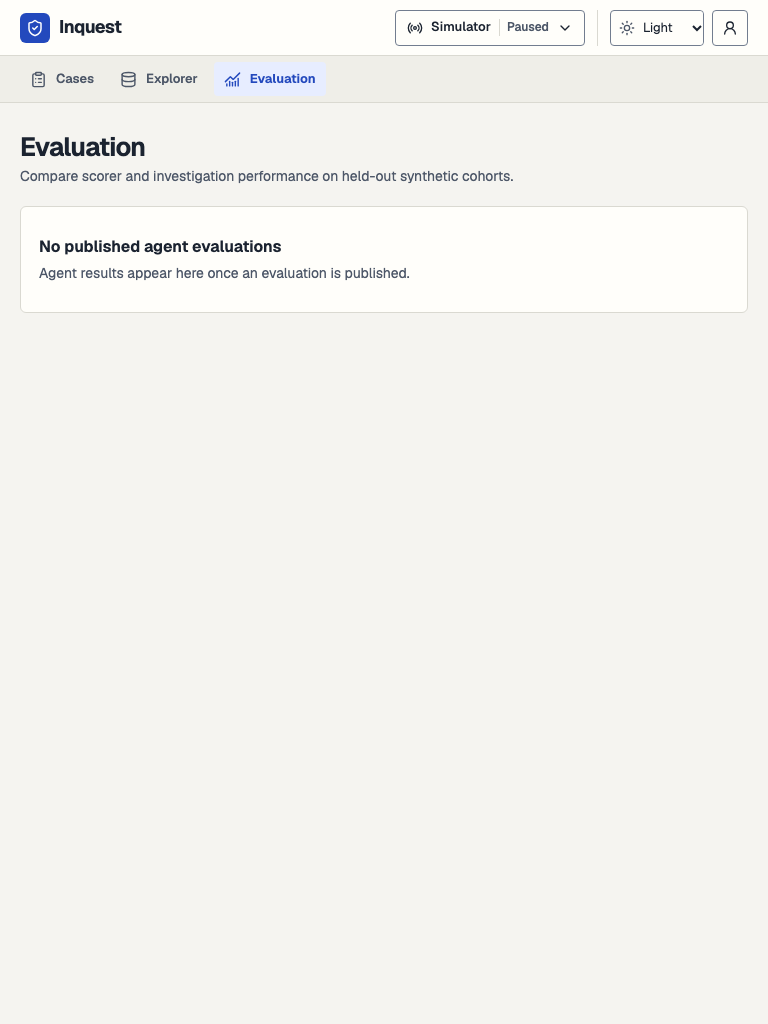 Inquest
Simulator Paused
Light
Cases
Explorer
Evaluation
Evaluation
Compare scorer and investigation performance on held-out synthetic cohorts.
No published agent evaluations
Agent results appear here once an evaluation is published.